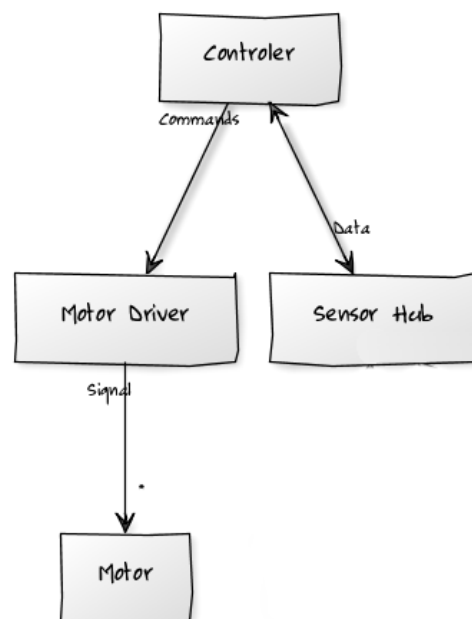 Controler
Commands
Data
Motor Driver
Sensor Hub
Signal
Motor